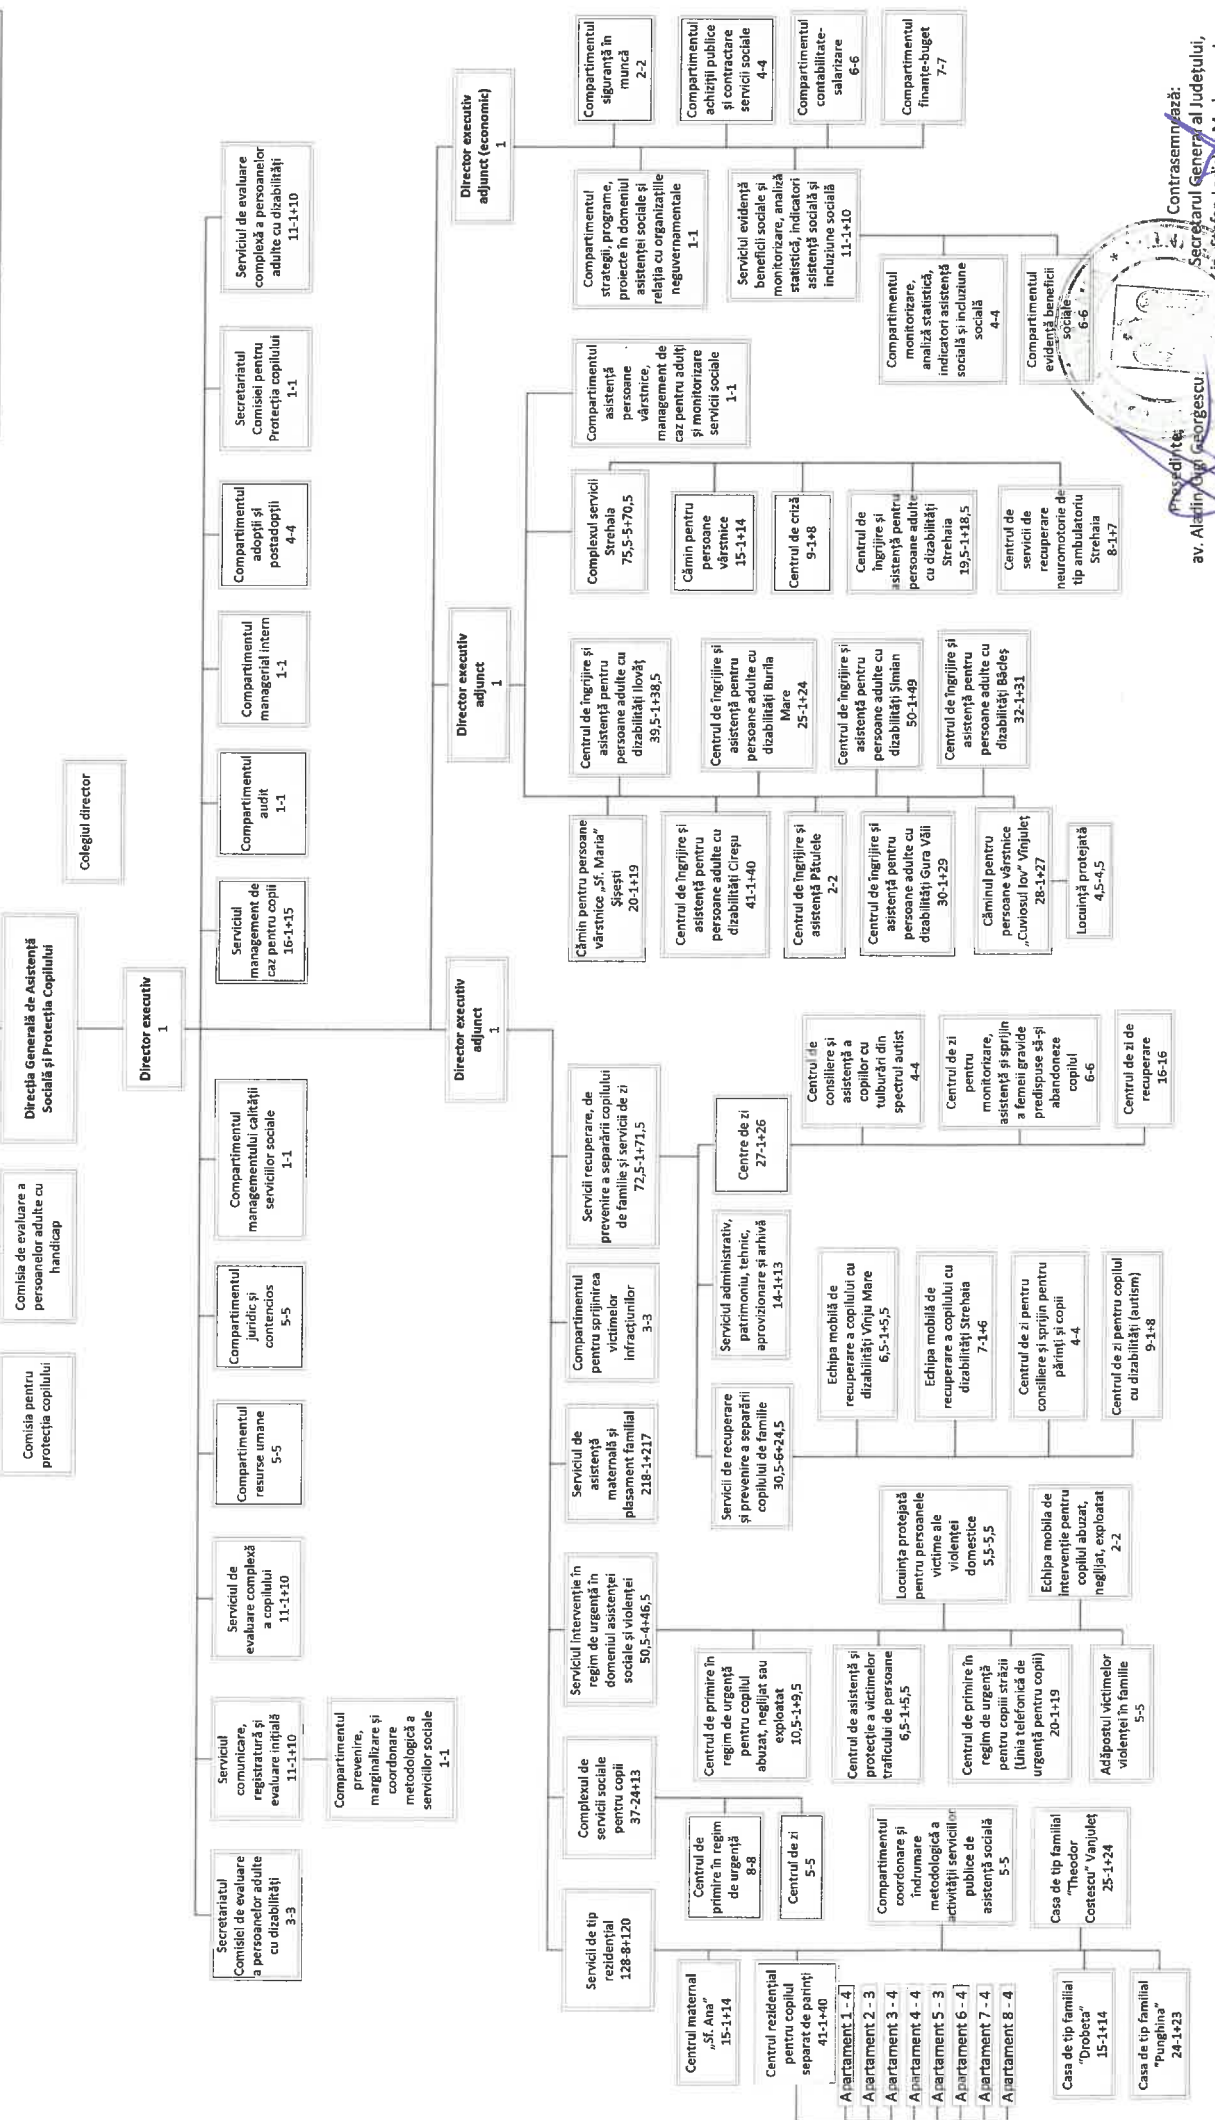 Direcția Generală de Asistență
Socială și Protecția Copilului
Comisia pentru
protecția copilului
Comisia de evaluare a
persoanelor adulte cu
handicap
Colegiul director
Director executiv
1
Secretariatul
Comisiei de evaluare
a persoanelor adulte
cu dizabilități
3-3
Serviciul
comunicare,
registratură și
evaluare inițială
11-1+10
Compartimentul
prevenire,
marginalizare și
coordonare
metodologică a
serviciilor sociale
1-1
Serviciul de
evaluare complexă
a copilului
11-1+10
Compartimentul
resurse umane
5-5
Compartimentul
juridic și
contencios
5-5
Compartimentul
managementului calității
serviciilor sociale
1-1
Serviciul
management de
caz pentru copii
16-1+15
Compartimentul
audit
1-1
Compartimentul
managerial intern
1-1
Compartimentul
adopții și
postadopții
4-4
Secretariatul
Comisiei pentru
Protecția copilului
1-1
Serviciul de evaluare
complexă a persoanelor
adulte cu dizabilități
11-1+10
Director executiv
adjunct
1
Director executiv
adjunct
1
Director executiv
adjunct (economic)
1
Servicii de tip
rezidențial
128-8+120
Complexul de
servicii sociale
pentru copii
37-24+13
Serviciul intervenție în
regim de urgență în
domeniul asistenței
sociale și violenței
50,5-4+46,5
Serviciul de
asistență
maternală și
plasament familial
218-1+217
Compartimentul
pentru sprijinirea
victimelor
infracțiunilor
3-3
Servicii recuperare, de
prevenire a separării copilului
de familie și servicii de zi
72,5-1+71,5
Centrul maternal
„Sf. Ana”
15-1+14
Centrul rezidențial
pentru copilul
separat de parinți
41-1+40
Apartament 1 - 4
Apartament 2 - 3
Apartament 3 - 4
Apartament 4 - 4
Apartament 5 - 3
Apartament 6 - 4
Apartament 7 - 4
Apartament 8 - 4
Compartimentul
coordonare și
îndrumare
metodologică a
activității serviciilor
publice de
asistență socială
5-5
Casa de tip familial
"Theodor
Costescu" Vanjuleț
25-1+24
Casa de tip familial
"Drobeta"
15-1+14
Casa de tip familial
"Punghina"
24-1+23
Centrul de
primire în regim
de urgență
8-8
Centrul de zi
5-5
Centrul de primire în
regim de urgență
pentru copilul
abuzat, neglijat sau
exploatat
10,5-1+9,5
Centrul de asistență și
protecție a victimelor
traficului de persoane
6,5-1+5,5
Centrul de primire în
regim de urgență
pentru copiii străzii
(Linia telefonică de
urgență pentru copii)
20-1+19
Adăpostul victimelor
violenței în familie
5-5
Locuința protejată
pentru persoanele
victime ale
violenței
domestice
5,5-5,5
Echipa mobila de
intervenție pentru
copilul abuzat,
neglijat, exploatat
2-2
Servicii de recuperare
și prevenire a separării
copilului de familie
30,5-6+24,5
Serviciul administrativ,
patrimoniu, tehnic,
aprovizionare și arhivă
14-1+13
Centre de zi
27-1+26
Echipa mobilă de
recuperare a copilului cu
dizabilități Vînju Mare
6,5-1+5,5
Echipa mobilă de
recuperare a copilului cu
dizabilități Strehaia
7-1+6
Centrul de zi pentru
consiliere și sprijin pentru
părinți și copii
4-4
Centrul de zi pentru copilul
cu dizabilități (autism)
9-1+8
Centrul de
consiliere și
asistență a
copiilor cu
tulburări din
spectrul autist
4-4
Centrul de zi
pentru
monitorizare,
asistență și sprijin
a femeii gravide
predispuse să-și
abandoneze
copilul
6-6
Centrul de zi de
recuperare
16-16
Cămin pentru persoane
vârstnice „Sf. Maria”
Șișești
20-1+19
Centrul de îngrijire și
asistență pentru
persoane adulte cu
dizabilități Cireșu
41-1+40
Centrul de îngrijire și
asistență Pătulele
2-2
Centrul de îngrijire și
asistență pentru
persoane adulte cu
dizabilități Gura Văii
30-1+29
Căminul pentru
persoane vârstnice
„Cuviosul Iov” Vînjuleț
28-1+27
Locuință protejată
4,5-4,5
Centrul de îngrijire și
asistență pentru
persoane adulte cu
dizabilități Ilovăț
39,5-1+38,5
Centrul de îngrijire și
asistență pentru
persoane adulte cu
dizabilități Burila
Mare
25-1+24
Centrul de îngrijire și
asistență pentru
persoane adulte cu
dizabilități Șimian
50-1+49
Centrul de îngrijire și
asistență pentru
persoane adulte cu
dizabilități Bâcleș
32-1+31
Complexul servicii
Strehaia
75,5-5+70,5
Cămin pentru
persoane
vârstnice
15-1+14
Centrul de criză
9-1+8
Centrul de
îngrijire și
asistență pentru
persoane adulte
cu dizabilități
Strehaia
19,5-1+18,5
Centrul de
servicii de
recuperare
neuromotorie de
tip ambulatoriu
Strehaia
8-1+7
Compartimentul
asistență
persoane
vârstnice,
management de
caz pentru adulți
și monitorizare
servicii sociale
1-1
Compartimentul
strategii, programe,
proiecte în domeniul
asistenței sociale și
relația cu organizațiile
neguvernamentale
1-1
Serviciul evidență
beneficii sociale și
monitorizare, analiză
statistică, indicatori
asistență socială și
incluziune socială
11-1+10
Compartimentul
monitorizare,
analiză statistică,
indicatori asistență
socială și incluziune
socială
4-4
Compartimentul
evidență beneficii
sociale
6-6
Compartimentul
siguranță în
muncă
2-2
Compartimentul
achiziții publice
și contractare
servicii sociale
4-4
Compartimentul
contabilitate-
salarizare
6-6
Compartimentul
finanțe-buget
7-7
Președinte,
av. Aladin Gigi Georgescu
Contrasemnează:
Secretarul General al Județului,